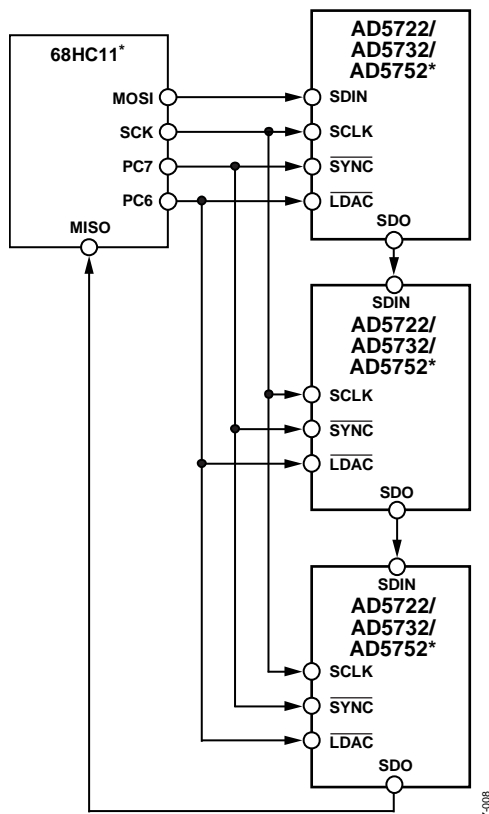 68HC11*
MOSI
SCK
PC7
PC6
MISO
AD5722/
AD5732/
AD5752*
SDIN
SCLK
SYNC
LDAC
SDO
SDIN
AD5722/
AD5732/
AD5752*
SCLK
SYNC
LDAC
SDO
SDIN
AD5722/
AD5732/
AD5752*
SCLK
SYNC
LDAC
SDO